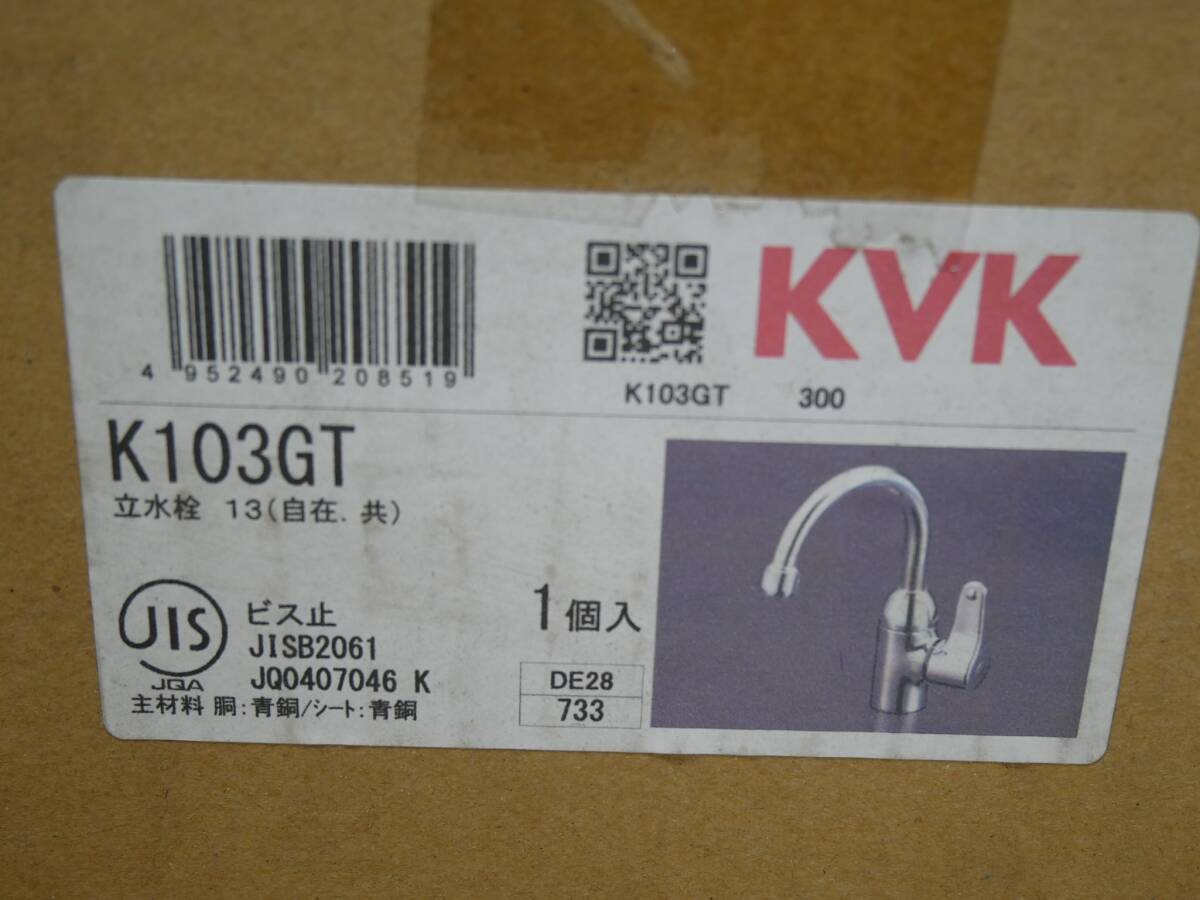 KVK
4 952490 208519
K103GT 300
K103GT
立水栓 13(自在.共)
JIS
JQA
ビス止
JISB2061
JQ0407046 K
主材料 胴:青銅/シート:青銅
1個入
DE28
733